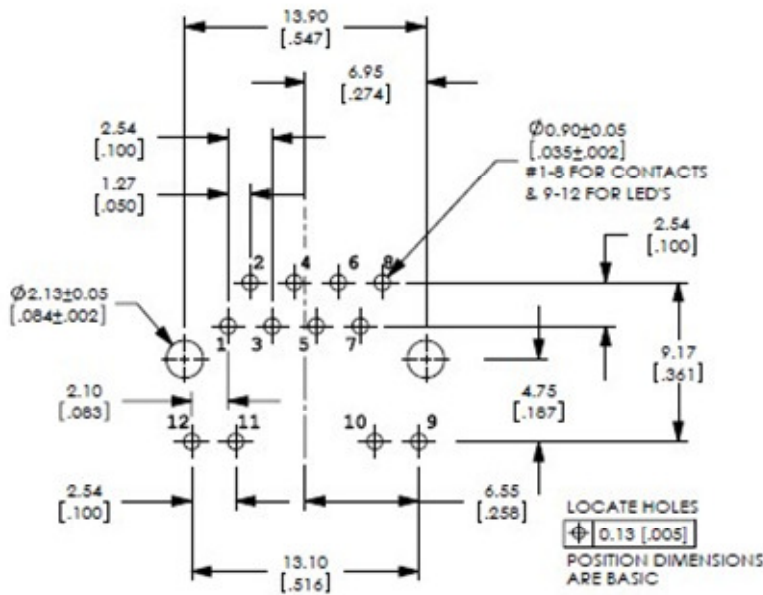 13.90
[.547]
6.95
[.274]
2.54
[.100]
Ø0.90±0.05
[.035±.002]
#1-8 FOR CONTACTS
& 9-12 FOR LED'S
1.27
[.050]
2.54
[.100]
2 4 6 8
Ø2.13±0.05
[.084±.002]
1 3 5 7
9.17
[.361]
2.10
[.083]
4.75
[.187]
12 11 10 9
2.54
[.100]
6.55
[.258]
LOCATE HOLES
⌖ 0.13 [.005]
POSITION DIMENSIONS
ARE BASIC
13.10
[.516]